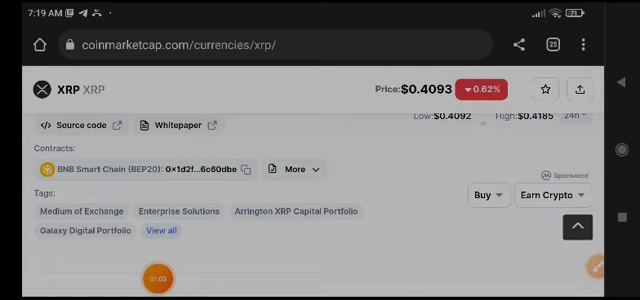 7:19 AM
71
coinmarketcap.com/currencies/xrp/
25
XRP XRP
Price:$0.4093
0.62%
Source code
Whitepaper
Low:$0.4092
High:$0.4185
24h
Contracts:
BNB Smart Chain (BEP20): 0x1d2f...6c60dbe
More
Sponsored
Tags:
Buy
Earn Crypto
Medium of Exchange
Enterprise Solutions
Arrington XRP Capital Portfolio
Galaxy Digital Portfolio
View all
01:03